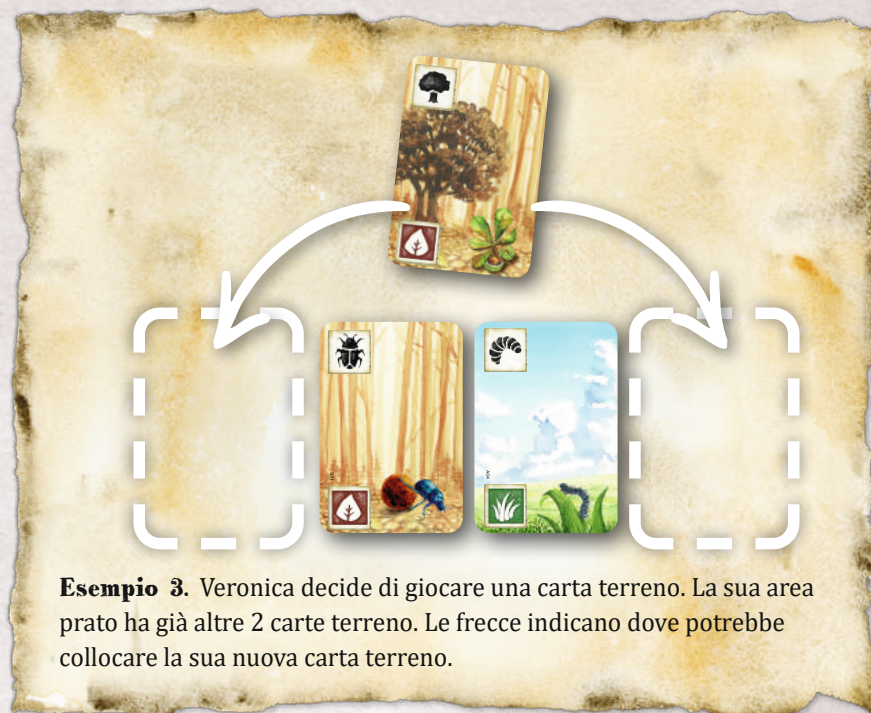 Esempio 3. Veronica decide di giocare una carta terreno. La sua area
prato ha già altre 2 carte terreno. Le frecce indicano dove potrebbe
collocare la sua nuova carta terreno.